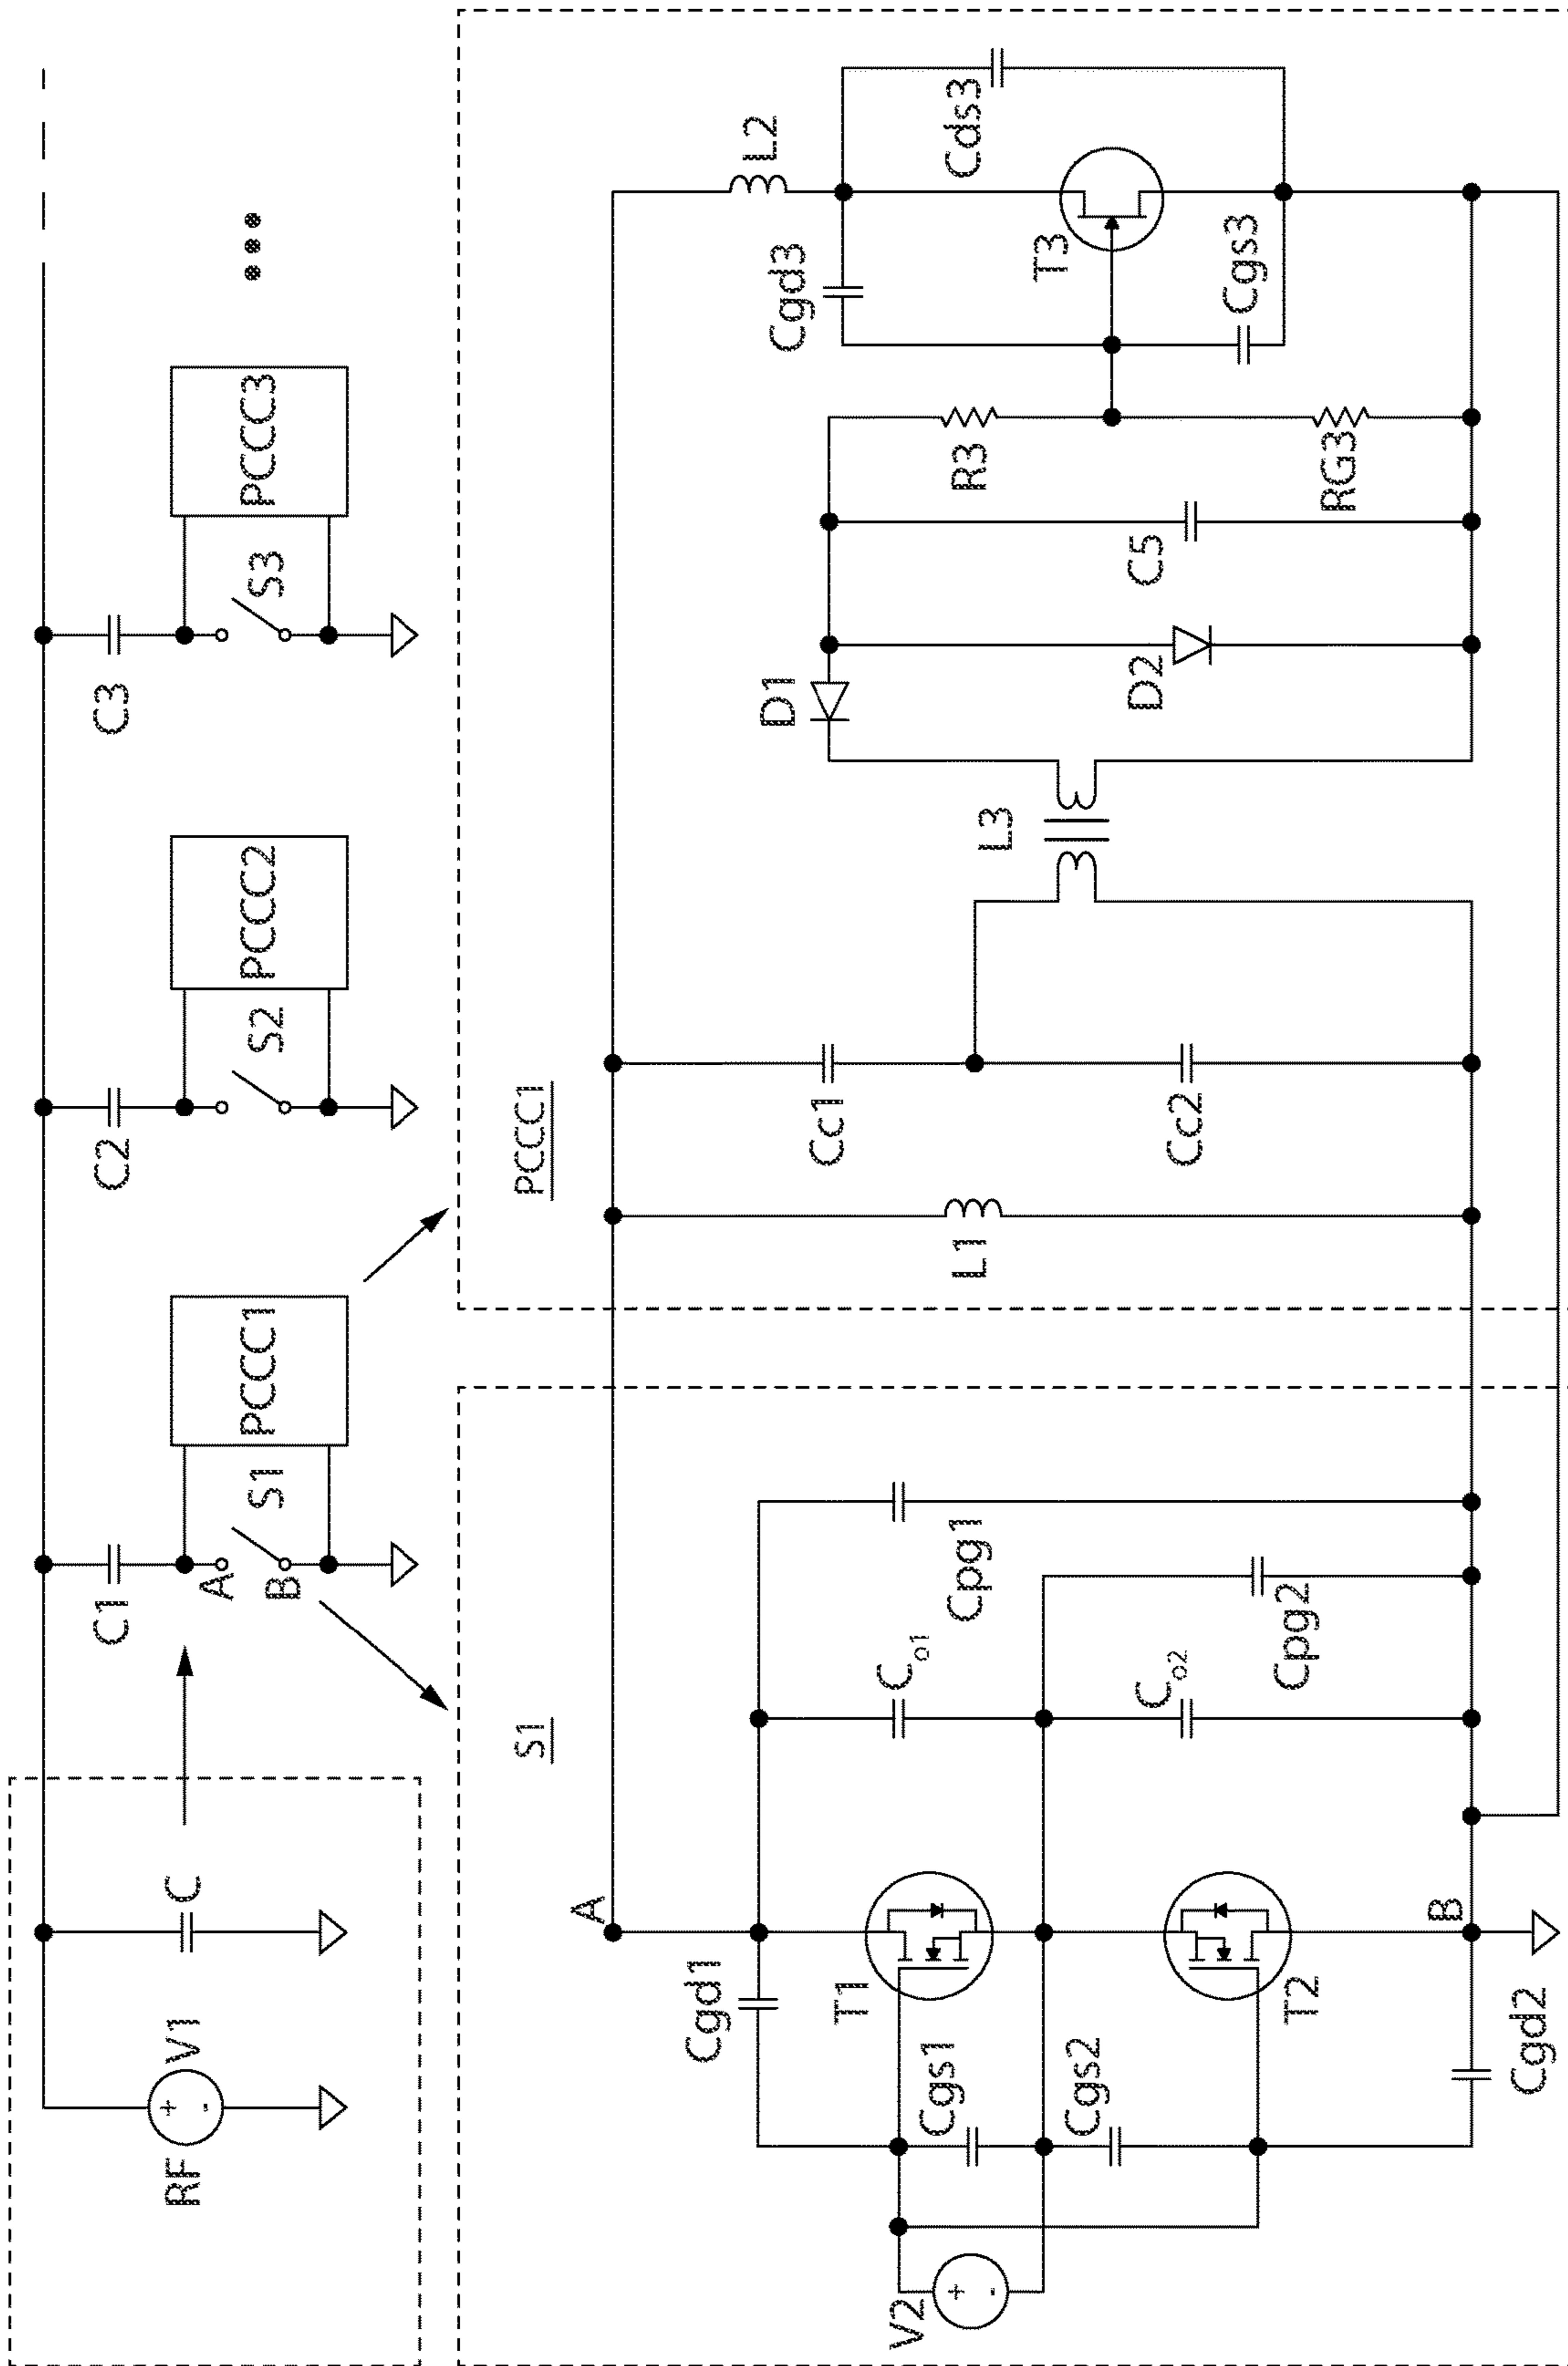 RF
+
-
V1
C
C1
A
B
S1
PCCC1
C2
S2
PCCC2
C3
S3
PCCC3
S1
A
V2
+
-
Cgd1
Cgs1
Cgs2
T1
T2
Cgd2
B
Co1
Co2
Cpg1
Cpg2
PCCC1
L1
Cc1
Cc2
L3
D1
D2
C5
R3
RG3
Cgd3
T3
Cgs3
L2
Cds3